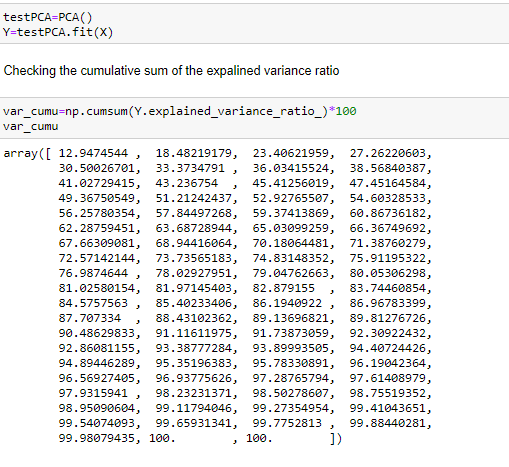 testPCA=PCA()
Y=testPCA.fit(X)
Checking the cumulative sum of the expalined variance ratio
var_cumu=np.cumsum(Y.explained_variance_ratio_)*100
var_cumu
array([ 12.9474544 ,  18.48219179,  23.40621959,  27.26220603,
        30.50026701,  33.3734791 ,  36.03415524,  38.56840387,
        41.02729415,  43.236754  ,  45.41256019,  47.45164584,
        49.36750549,  51.21242437,  52.92765507,  54.60328533,
        56.25780354,  57.84497268,  59.37413869,  60.86736182,
        62.28759451,  63.68728944,  65.03099259,  66.36749692,
        67.66309081,  68.94416064,  70.18064481,  71.38760279,
        72.57142144,  73.73565183,  74.83148352,  75.91195322,
        76.9874644 ,  78.02927951,  79.04762663,  80.05306298,
        81.02580154,  81.97145403,  82.879155  ,  83.74460854,
        84.5757563 ,  85.40233406,  86.1940922 ,  86.96783399,
        87.707334  ,  88.43102362,  89.13696821,  89.81276726,
        90.48629833,  91.11611975,  91.73873059,  92.30922432,
        92.86081155,  93.38777284,  93.89993505,  94.40724426,
        94.89446289,  95.35196383,  95.78330891,  96.19042364,
        96.56927405,  96.93775626,  97.28765794,  97.61408979,
        97.9315941 ,  98.23231371,  98.50278607,  98.75519352,
        98.95090604,  99.11794046,  99.27354954,  99.41043651,
        99.54074093,  99.65931341,  99.7752813 ,  99.88440281,
        99.98079435, 100.        , 100.        ])